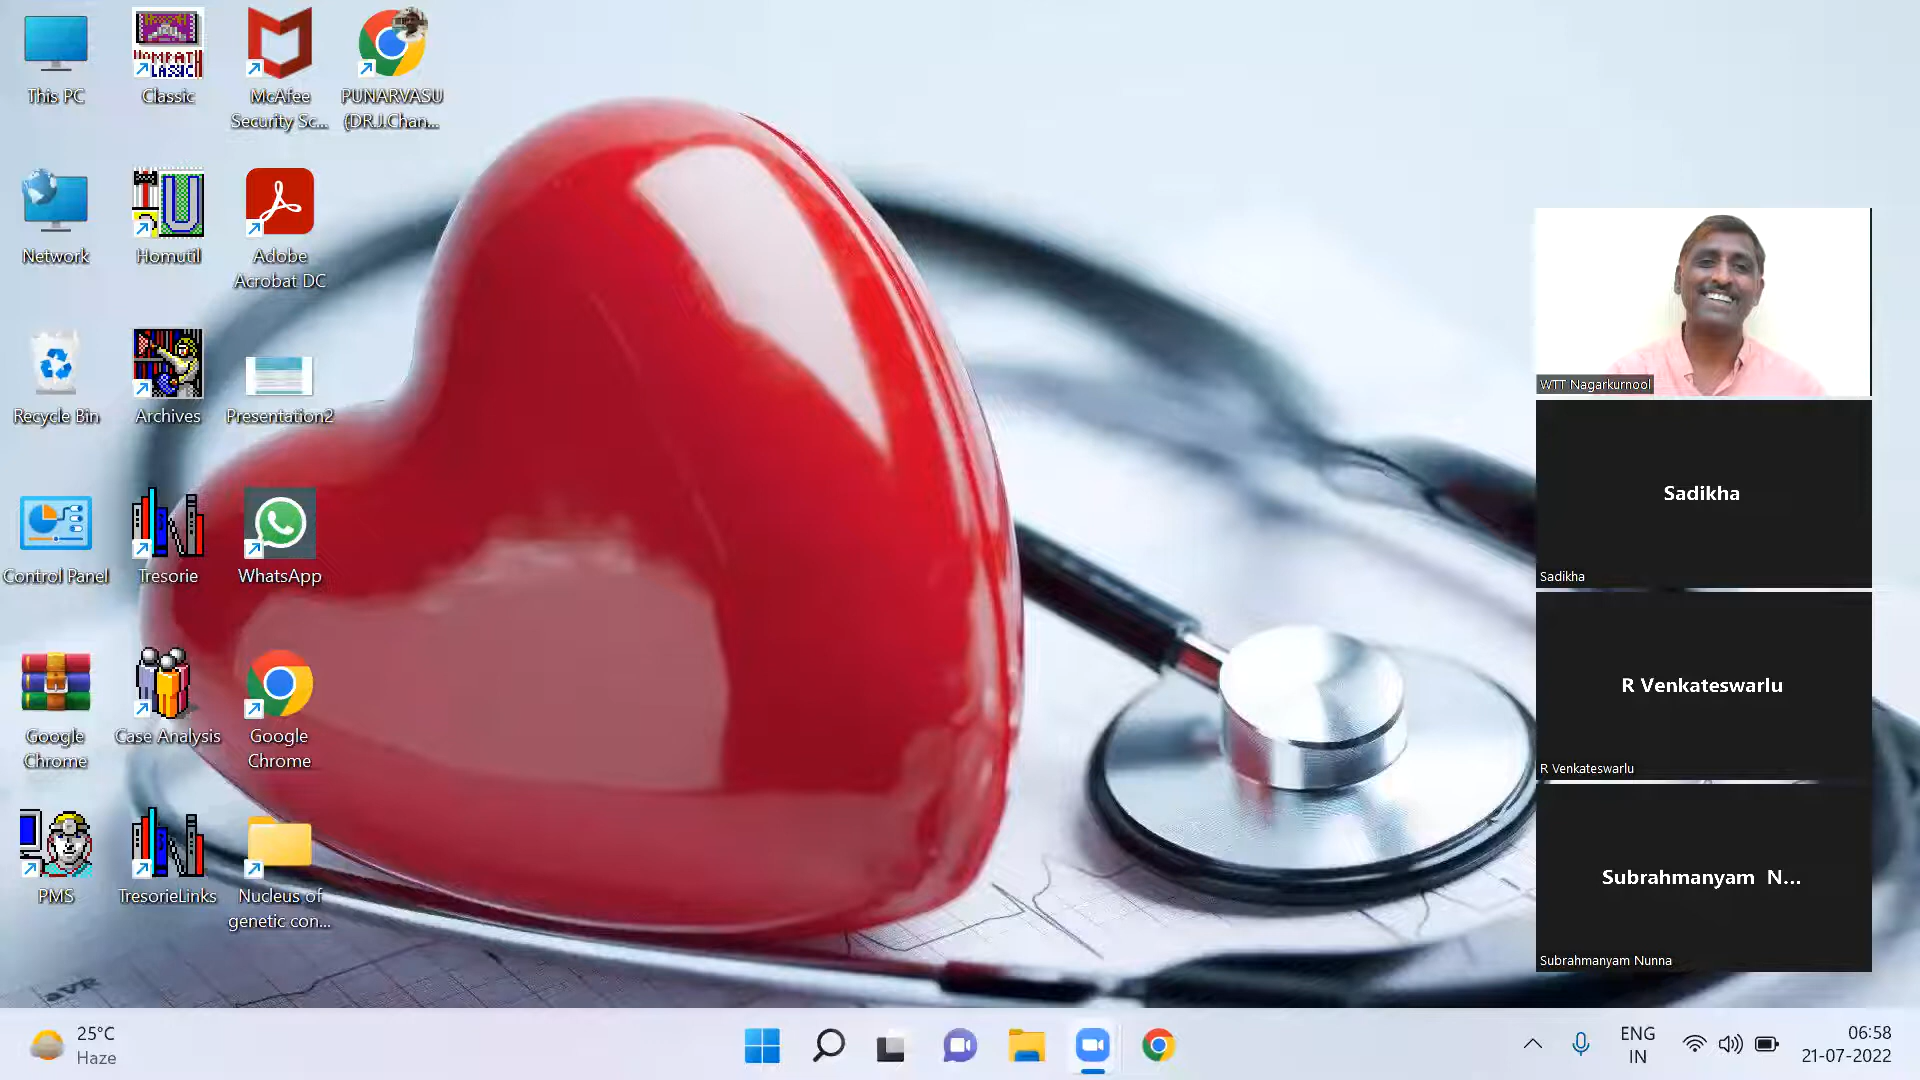 This PC
Classic
McAfee
Security Sc...
PUNARVASU
(DR.J.Chan...
Network
Homutil
Adobe
Acrobat DC
Recycle Bin
Archives
Presentation2
Control Panel
Tresorie
WhatsApp
Google
Chrome
Case Analysis
Google
Chrome
PMS
TresorieLinks
Nucleus of
genetic con...
WTT Nagarkurnool
Sadikha
Sadikha
R Venkateswarlu
R Venkateswarlu
Subrahmanyam N...
Subrahmanyam Nunna
aVR
25°C
Haze
ENG
IN
06:58
21-07-2022